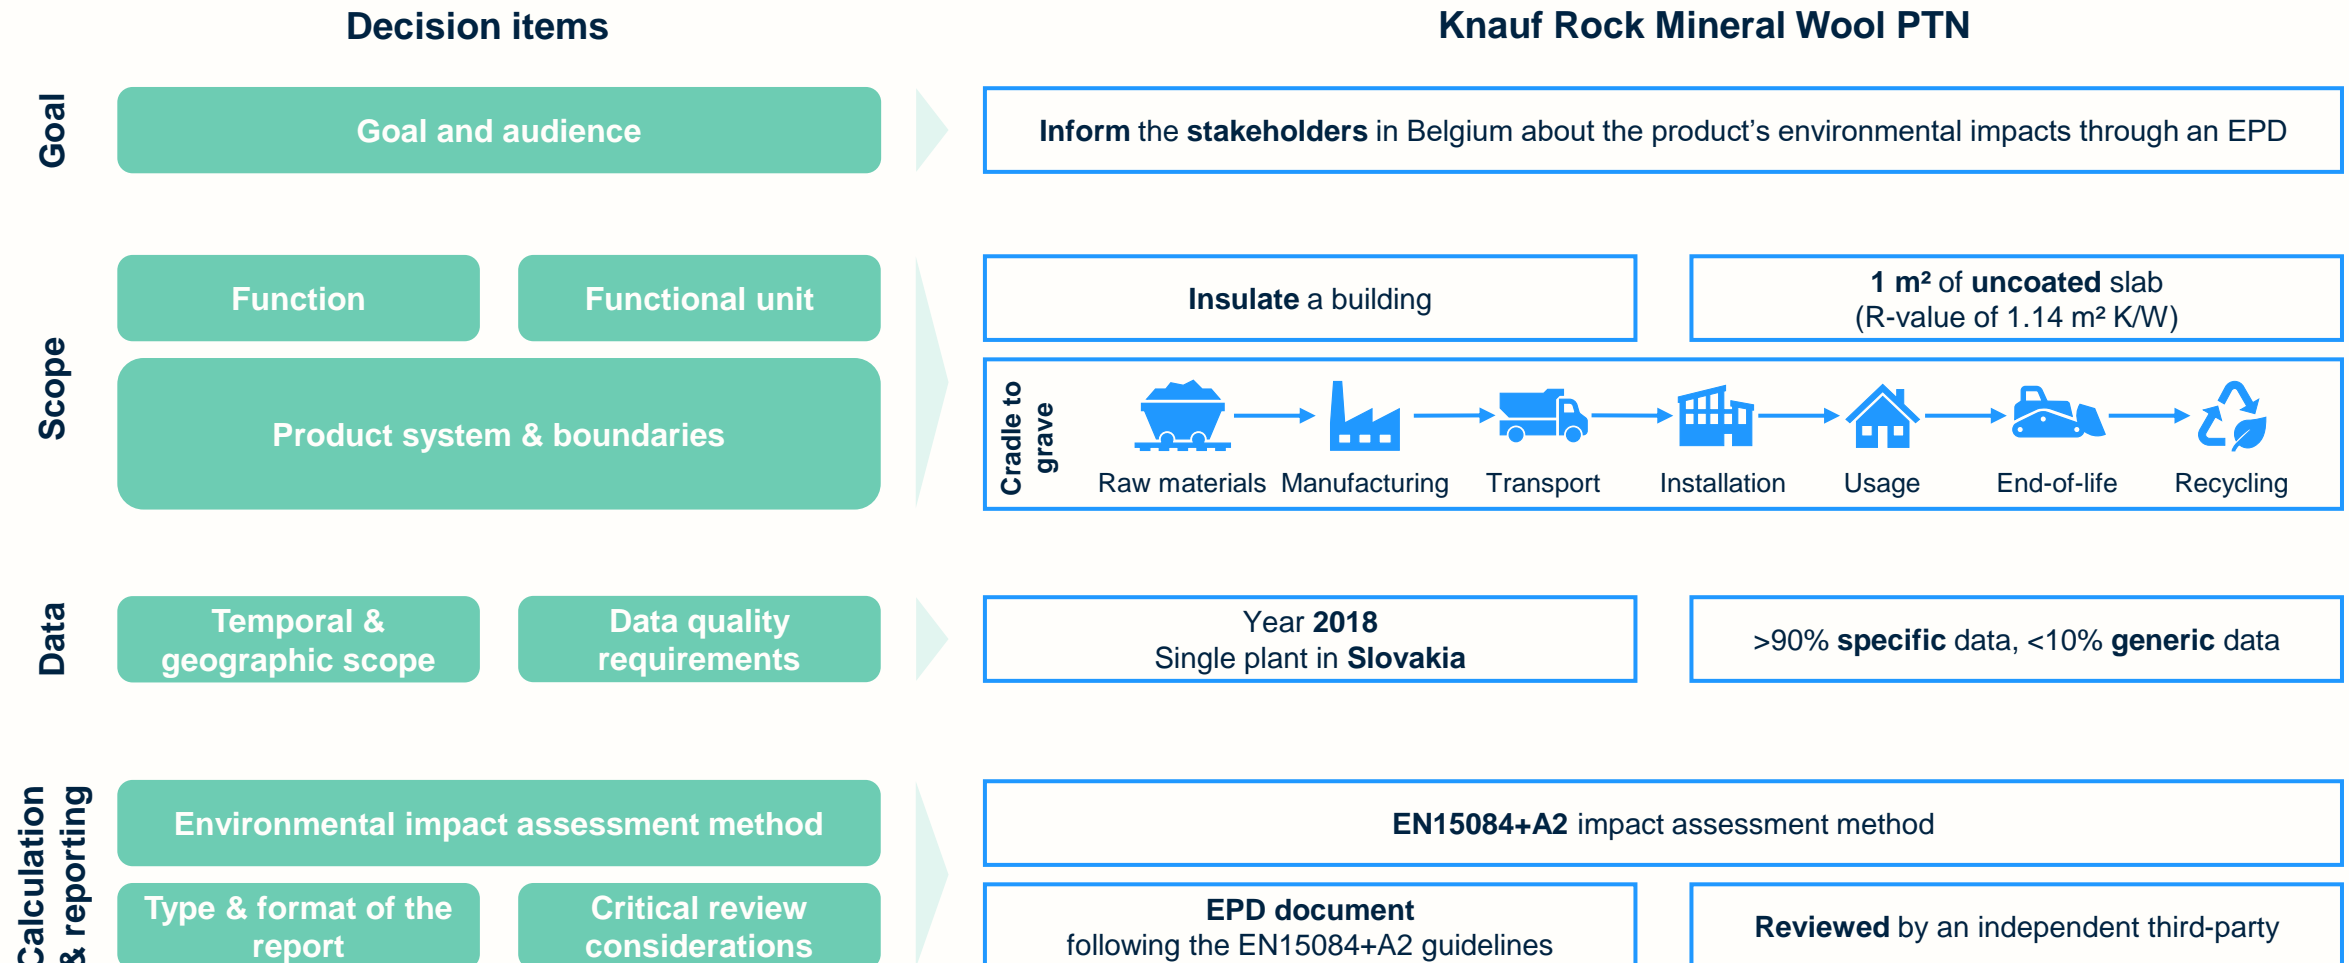 Decision items
Knauf Rock Mineral Wool PTN
Goal
Goal and audience
Inform the stakeholders in Belgium about the product's environmental impacts through an EPD
Scope
Function
Functional unit
Insulate a building
1 m² of uncoated slab
(R-value of 1.14 m² K/W)
Product system & boundaries
Cradle to
grave
Raw materials
Manufacturing
Transport
Installation
Usage
End-of-life
Recycling
Data
Temporal &
geographic scope
Data quality
requirements
Year 2018
Single plant in Slovakia
>90% specific data, <10% generic data
Calculation
& reporting
Environmental impact assessment method
EN15084+A2 impact assessment method
Type & format of the
report
Critical review
considerations
EPD document
following the EN15084+A2 guidelines
Reviewed by an independent third-party